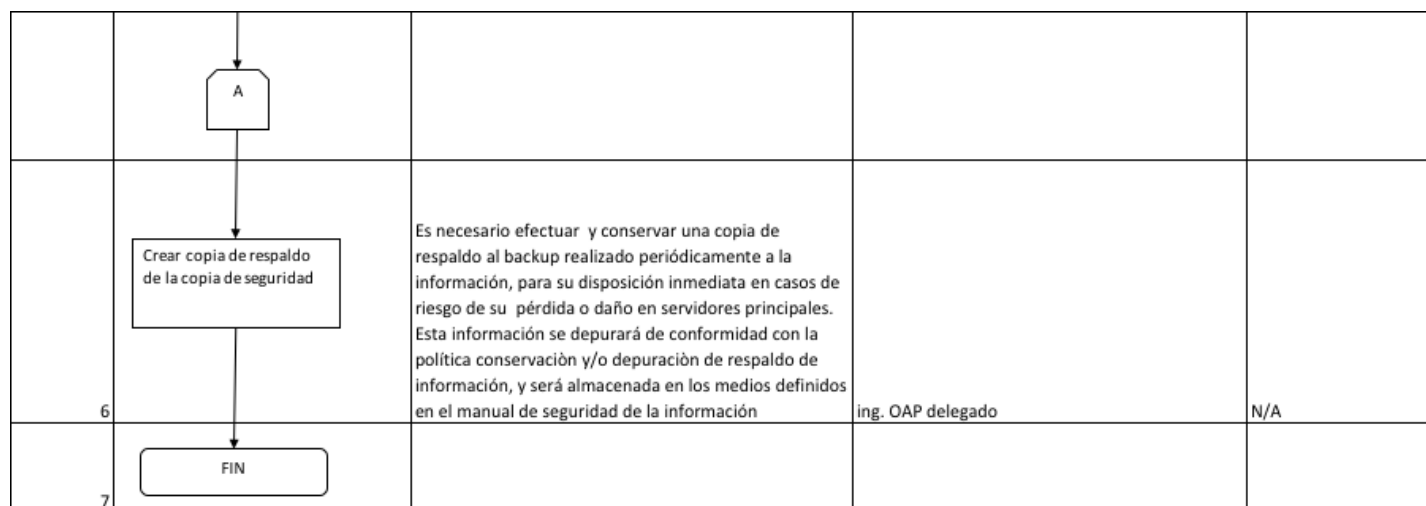 A
Crear copia de respaldo
de la copia de seguridad
Es necesario efectuar  y conservar una copia de
respaldo al backup realizado periódicamente a la
información, para su disposición inmediata en casos de
riesgo de su  pérdida o daño en servidores principales.
Esta información se depurará de conformidad con la
política conservaciòn y/o depuraciòn de respaldo de
información, y será almacenada en los medios definidos
en el manual de seguridad de la información
6
ing. OAP delegado
N/A
FIN
7